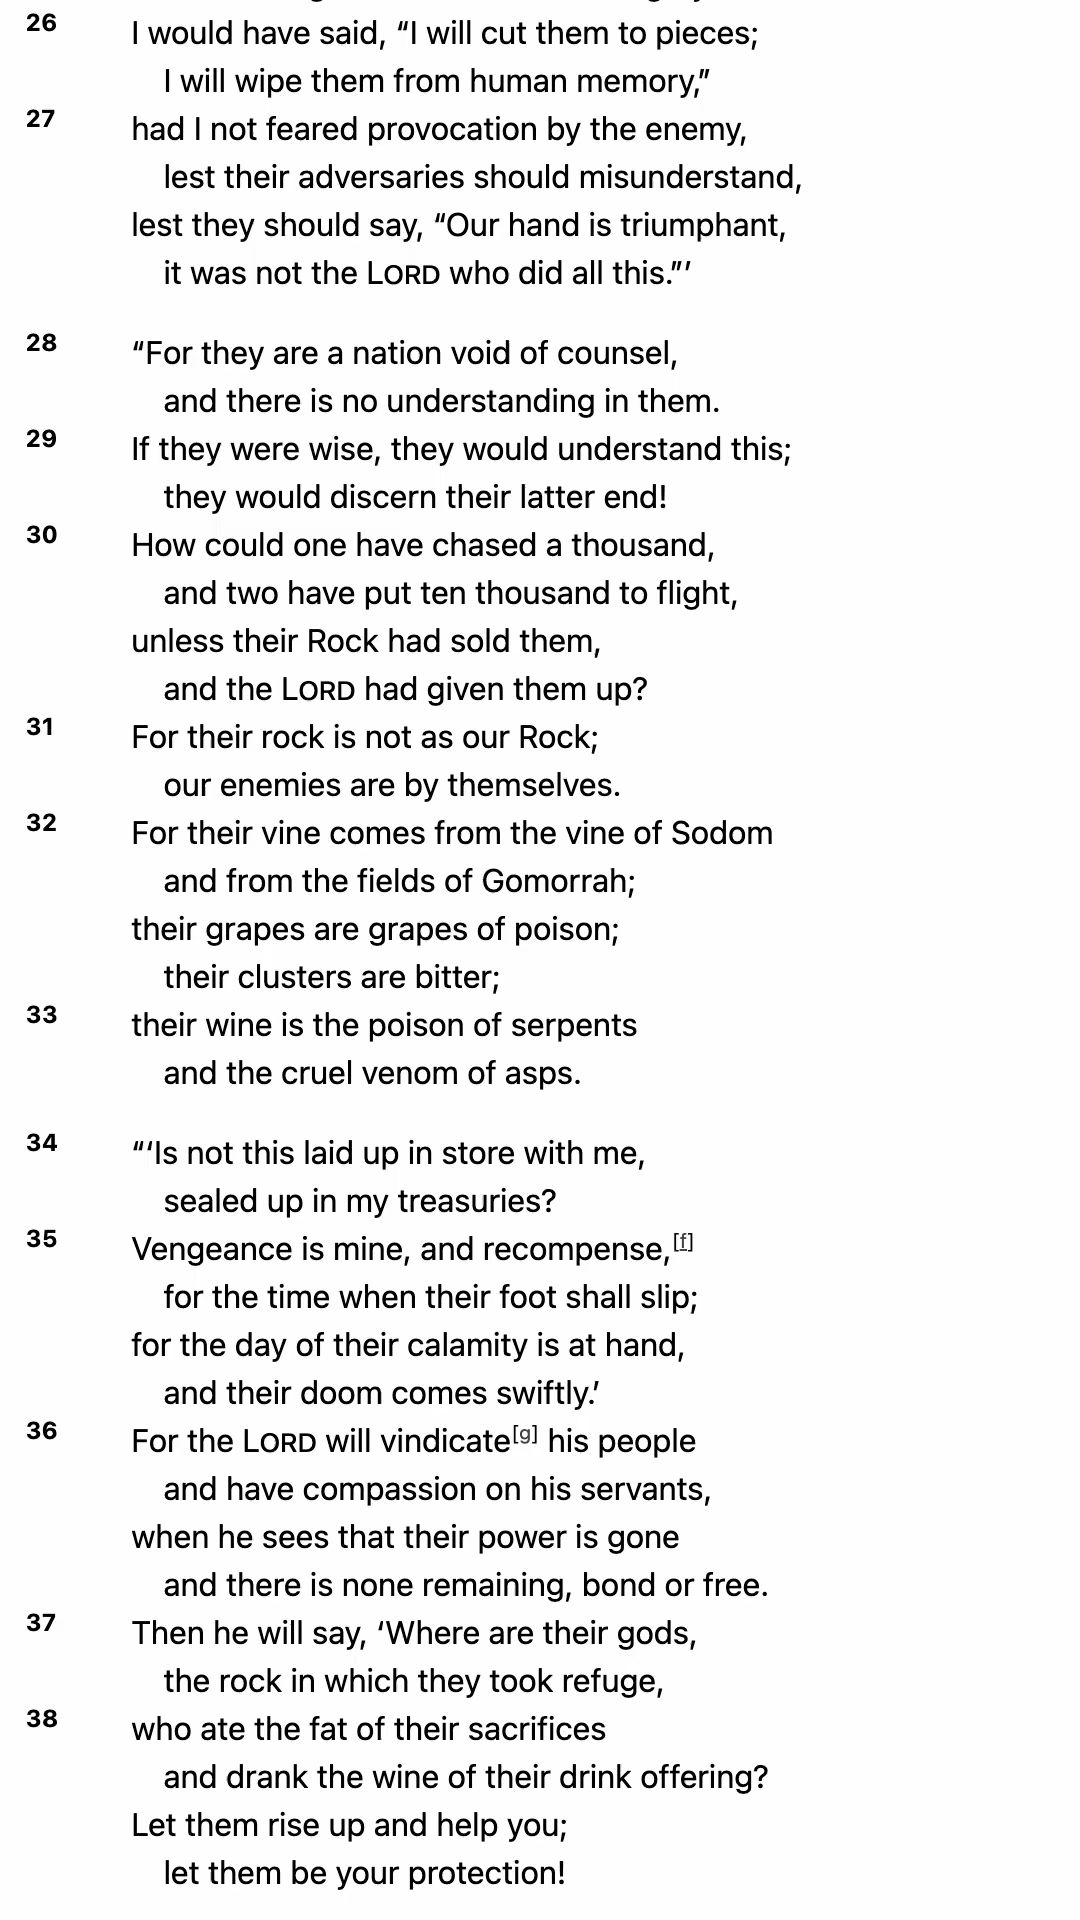 26 I would have said, “I will cut them to pieces;
I will wipe them from human memory,”
27 had I not feared provocation by the enemy,
lest their adversaries should misunderstand,
lest they should say, “Our hand is triumphant,
it was not the LORD who did all this.”’
28 “For they are a nation void of counsel,
and there is no understanding in them.
29 If they were wise, they would understand this;
they would discern their latter end!
30 How could one have chased a thousand,
and two have put ten thousand to flight,
unless their Rock had sold them,
and the LORD had given them up?
31 For their rock is not as our Rock;
our enemies are by themselves.
32 For their vine comes from the vine of Sodom
and from the fields of Gomorrah;
their grapes are grapes of poison;
their clusters are bitter;
33 their wine is the poison of serpents
and the cruel venom of asps.
34 “‘Is not this laid up in store with me,
sealed up in my treasuries?
35 Vengeance is mine, and recompense,[f]
for the time when their foot shall slip;
for the day of their calamity is at hand,
and their doom comes swiftly.’
36 For the LORD will vindicate[g] his people
and have compassion on his servants,
when he sees that their power is gone
and there is none remaining, bond or free.
37 Then he will say, ‘Where are their gods,
the rock in which they took refuge,
38 who ate the fat of their sacrifices
and drank the wine of their drink offering?
Let them rise up and help you;
let them be your protection!